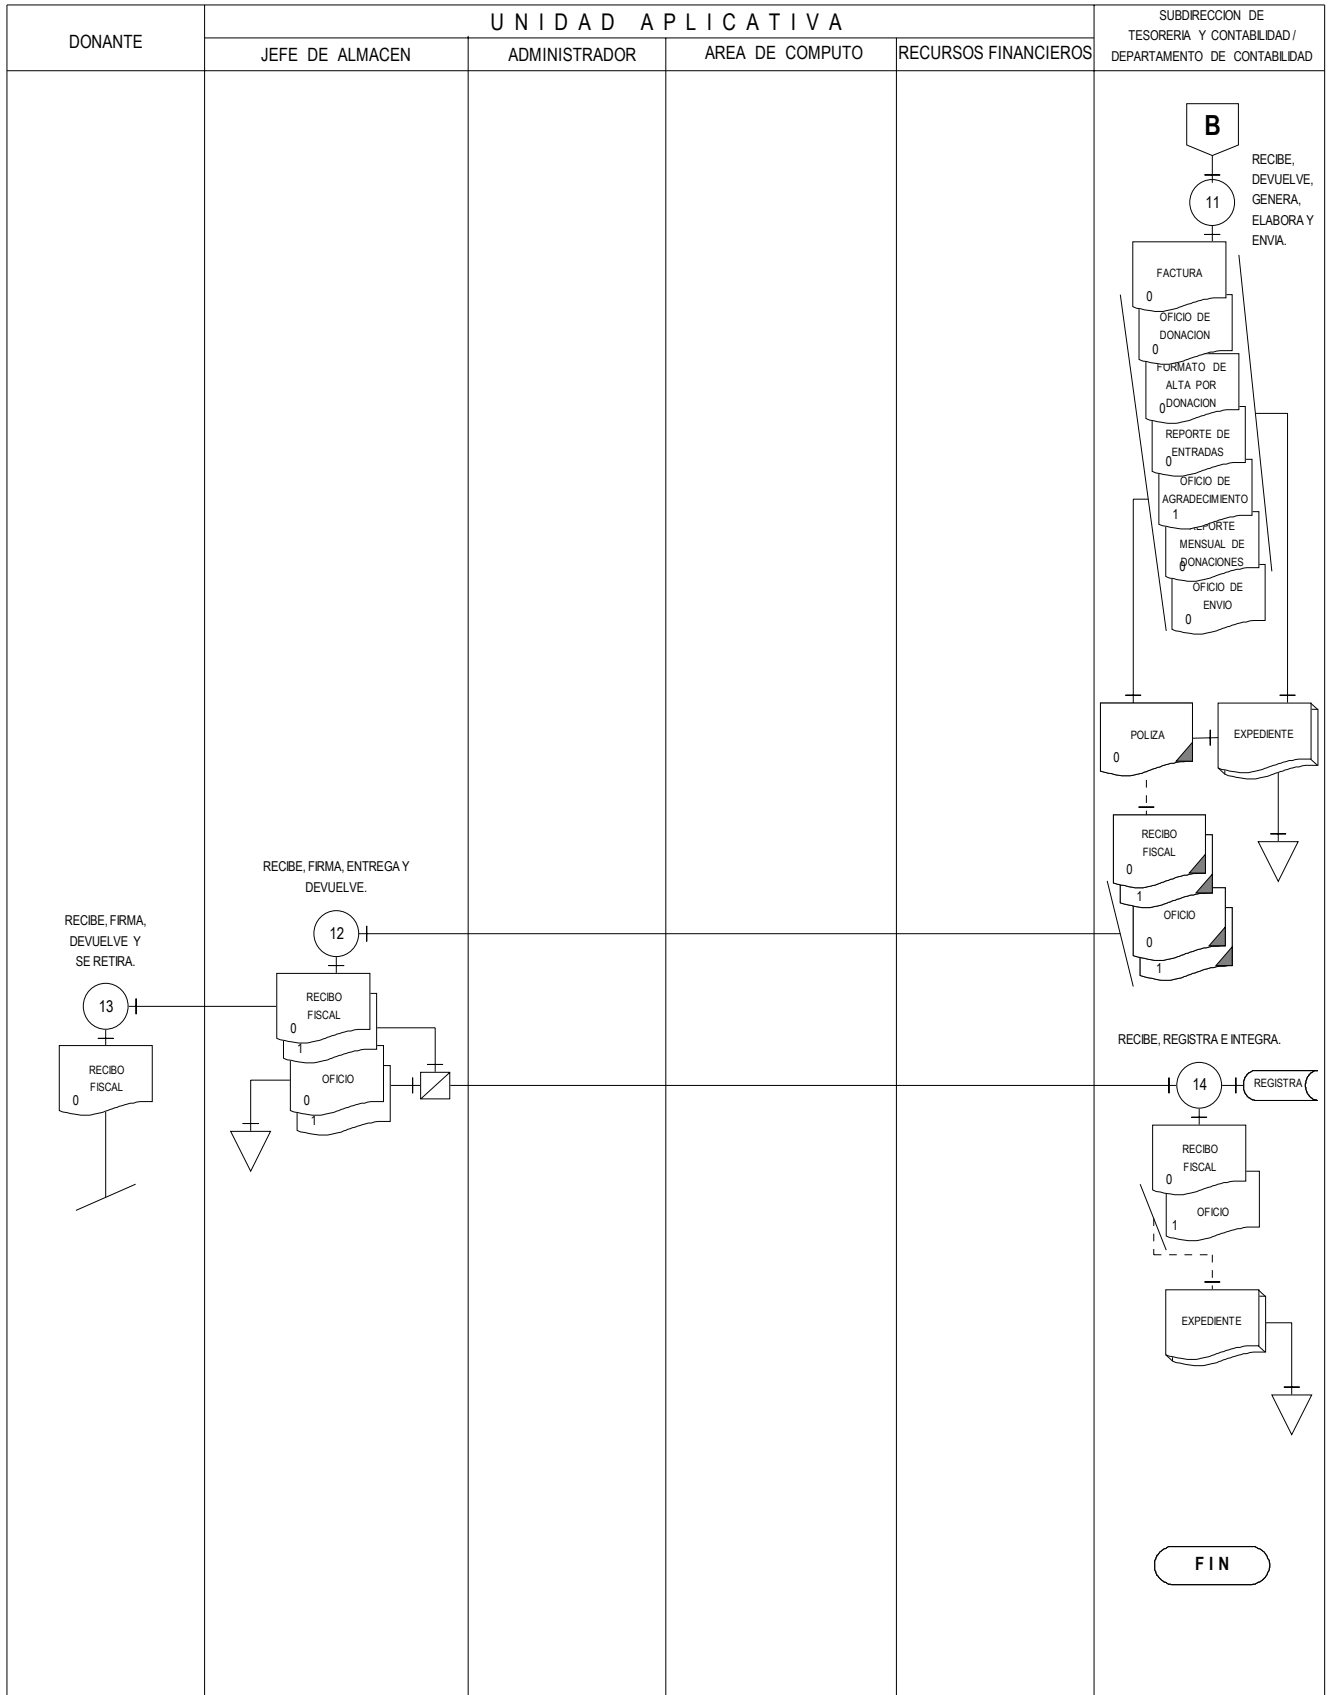 DONANTE
U N I D A D   A P L I C A T I V A
JEFE DE ALMACEN
ADMINISTRADOR
AREA DE COMPUTO
RECURSOS FINANCIEROS
SUBDIRECCION DE
TESORERIA Y CONTABILIDAD /
DEPARTAMENTO DE CONTABILIDAD
B
RECIBE,
DEVUELVE,
GENERA,
ELABORA Y
ENVIA.
11
FACTURA
0
OFICIO DE
DONACION
0
FORMATO DE
ALTA POR
DONACION
0
REPORTE DE
ENTRADAS
0
OFICIO DE
AGRADECIMIENTO
1
REPORTE
MENSUAL DE
DONACIONES
0
OFICIO DE
ENVIO
0
POLIZA
0
EXPEDIENTE
RECIBO
FISCAL
0
1
OFICIO
0
1
RECIBE, FIRMA, ENTREGA Y
DEVUELVE.
12
RECIBO
FISCAL
0
1
OFICIO
0
1
RECIBE, FIRMA,
DEVUELVE Y
SE RETIRA.
13
RECIBO
FISCAL
0
RECIBE, REGISTRA E INTEGRA.
14
REGISTRA
RECIBO
FISCAL
0
OFICIO
1
EXPEDIENTE
F I N